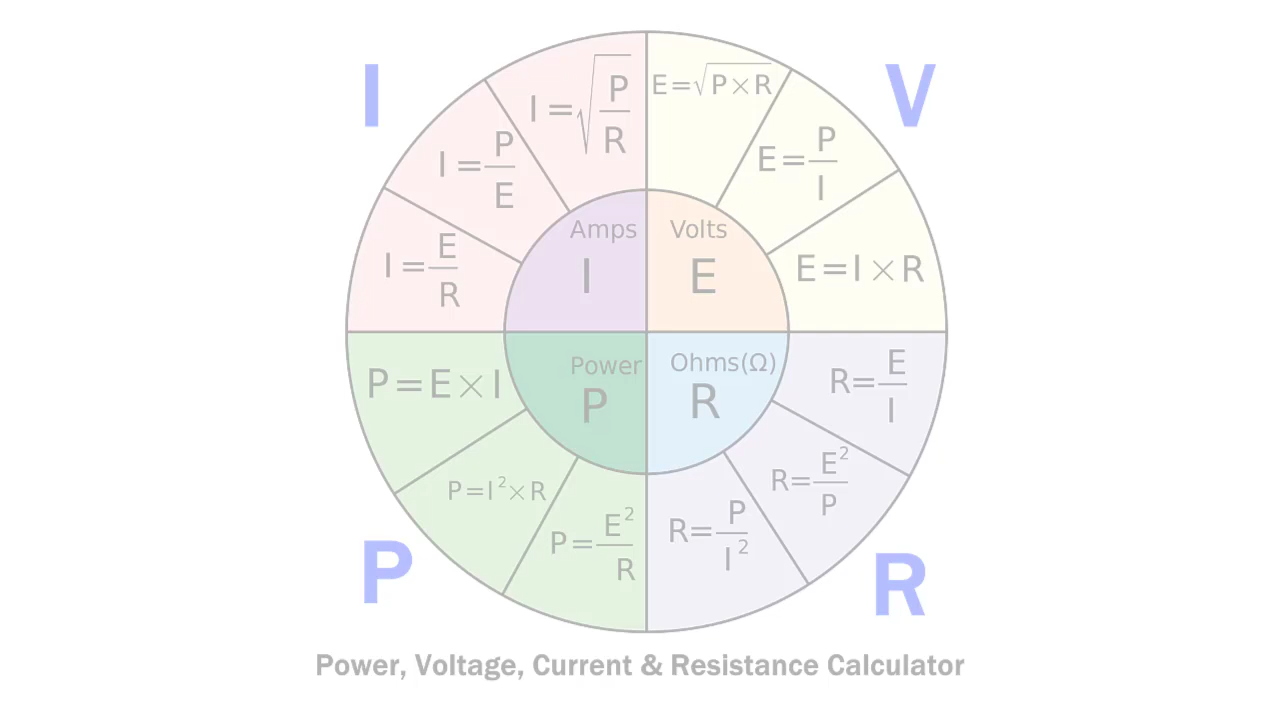 I
V
I = √(P/R)
E=√P×R
I = P/E
E = P/I
I = E/R
E=I×R
Amps
I
Volts
E
Power
P
Ohms(Ω)
R
P=E×I
R= E/I
P=I²×R
R= E²/P
P= E²/R
R= P/I²
P
R
Power, Voltage, Current & Resistance Calculator